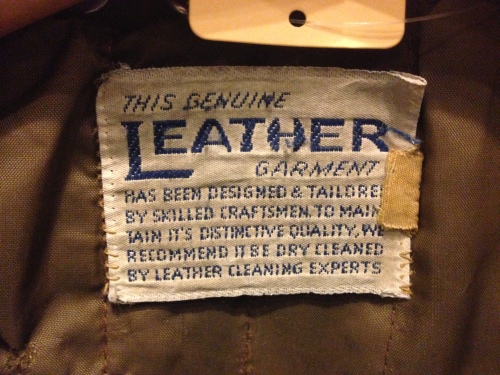 THIS GENUINE
LEATHER
GARMENT
HAS BEEN DESIGNED & TAILORE
BY SKILLED CRAFTSMEN. TO MAIN
TAIN IT'S DISTINCTIVE QUALITY, WE
RECOMMEND IT BE DRY CLEANED
BY LEATHER CLEANING EXPERTS